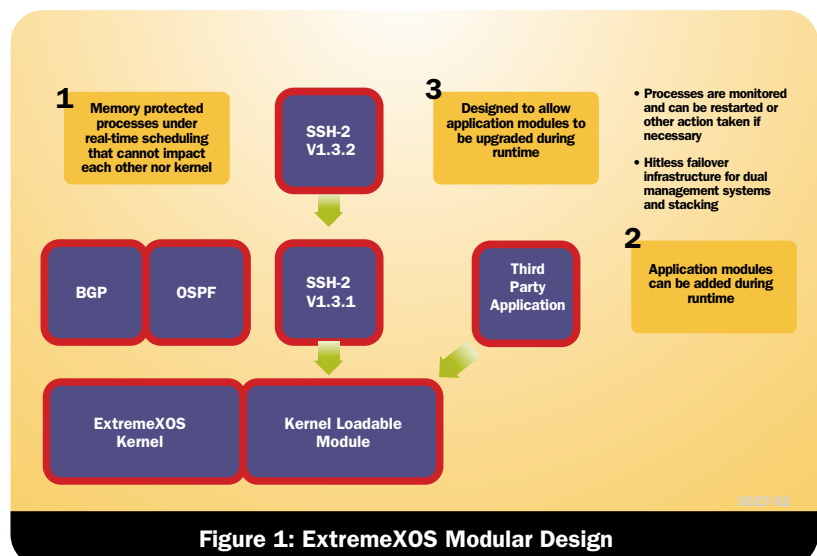 1
Memory protected
processes under
real-time scheduling
that cannot impact
each other nor kernel
SSH-2
V1.3.2
3
Designed to allow
application modules to
be upgraded during
runtime
• Processes are monitored
and can be restarted or
other action taken if
necessary
• Hitless failover
infrastructure for dual
management systems
and stacking
BGP
OSPF
SSH-2
V1.3.1
Third
Party
Application
2
Application modules
can be added during
runtime
ExtremeXOS
Kernel
Kernel Loadable
Module
Figure 1: ExtremeXOS Modular Design